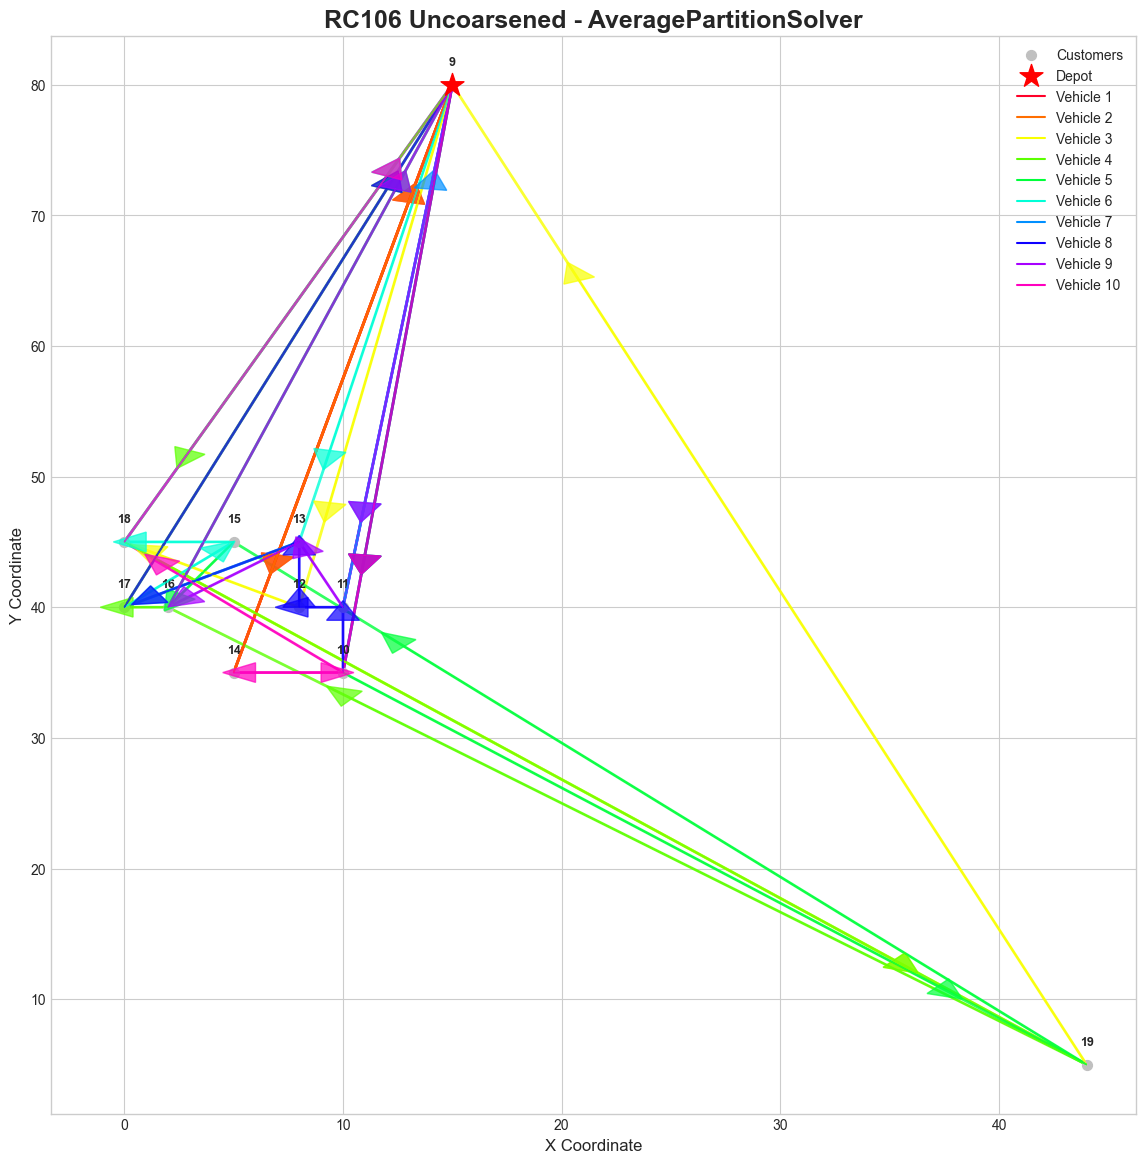 RC106 Uncoarsened - AveragePartitionSolver
Customers
Depot
Vehicle 1
Vehicle 2
Vehicle 3
Vehicle 4
Vehicle 5
Vehicle 6
Vehicle 7
Vehicle 8
Vehicle 9
Vehicle 10
9
18
15
13
17
16
12
11
14
10
19
80
70
60
50
40
30
20
10
Y Coordinate
0
10
20
30
40
X Coordinate